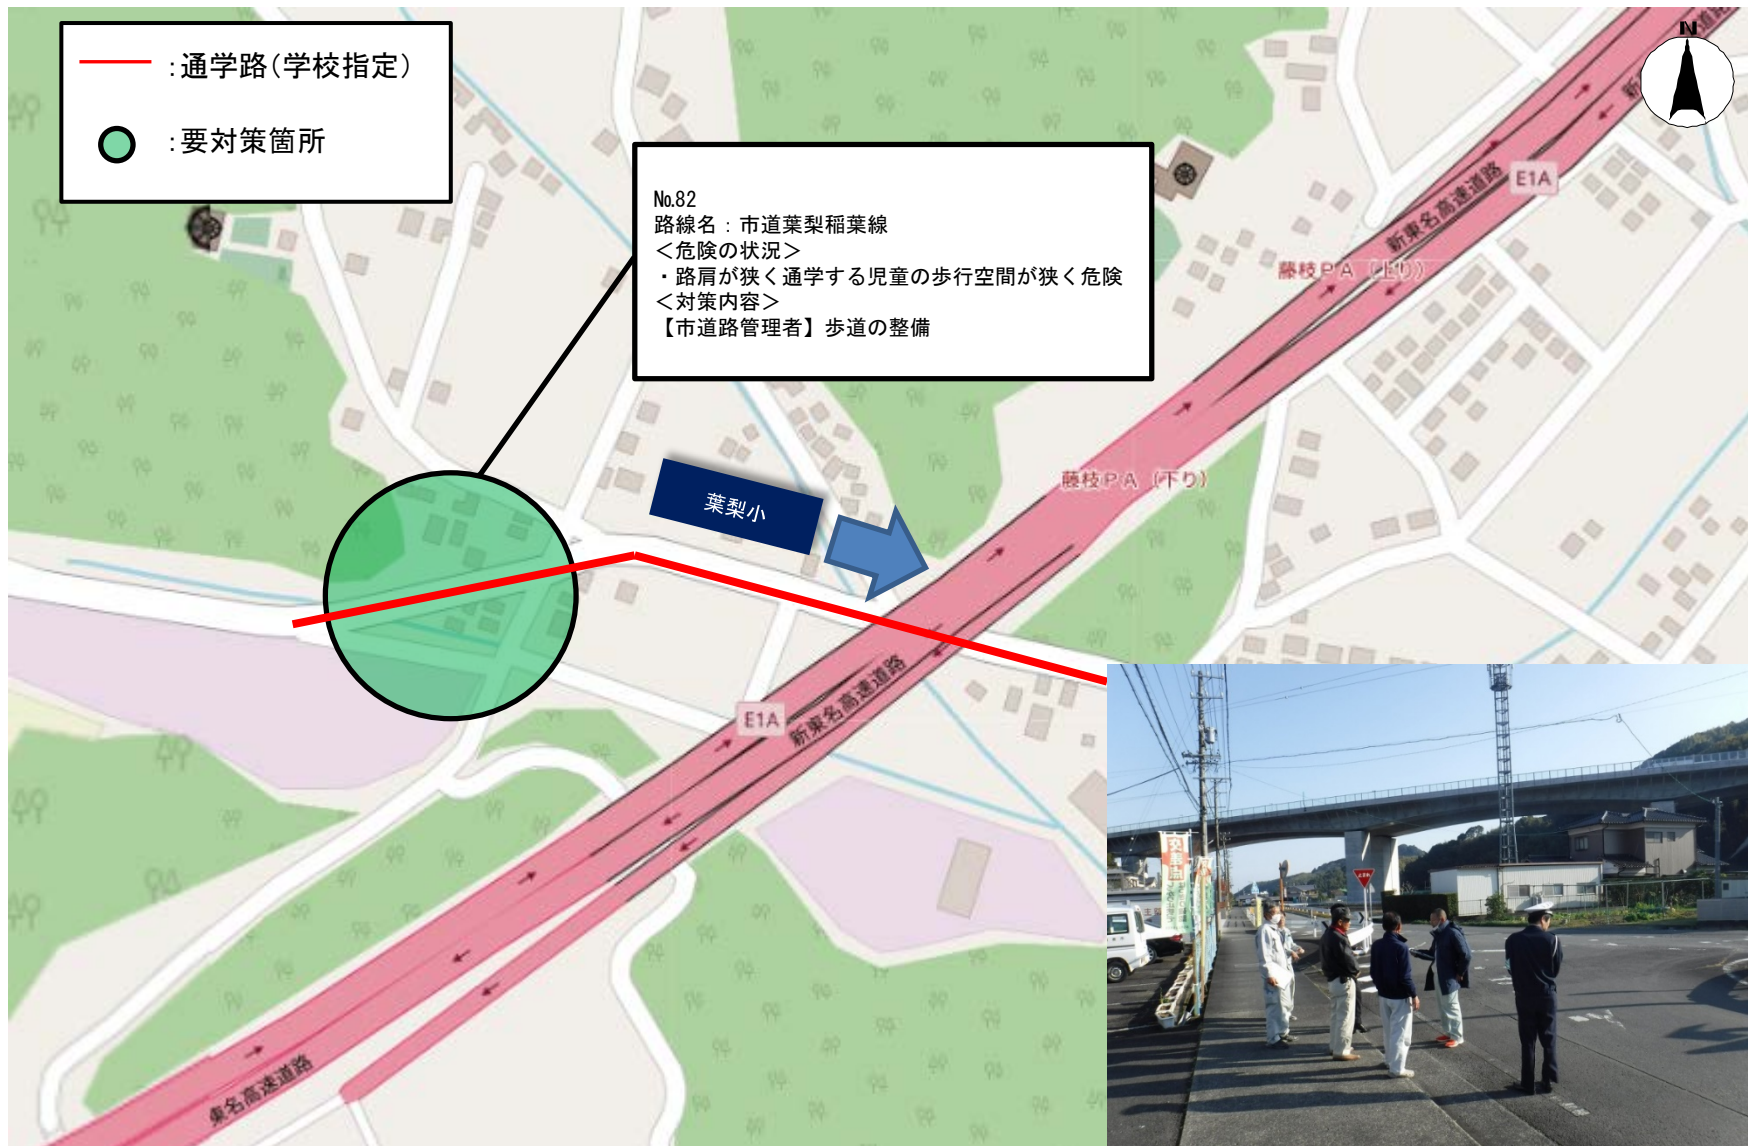 :通学路(学校指定)
:要対策箇所
N
No.82
路線名：市道葉梨稲葉線
＜危険の状況＞
・路肩が狭く通学する児童の歩行空間が狭く危険
＜対策内容＞
【市道路管理者】歩道の整備
E1A
新東名高速道路
藤枝PA (上り)
藤枝PA (下り)
葉梨小
E1A
新東名高速道路
東名高速道路